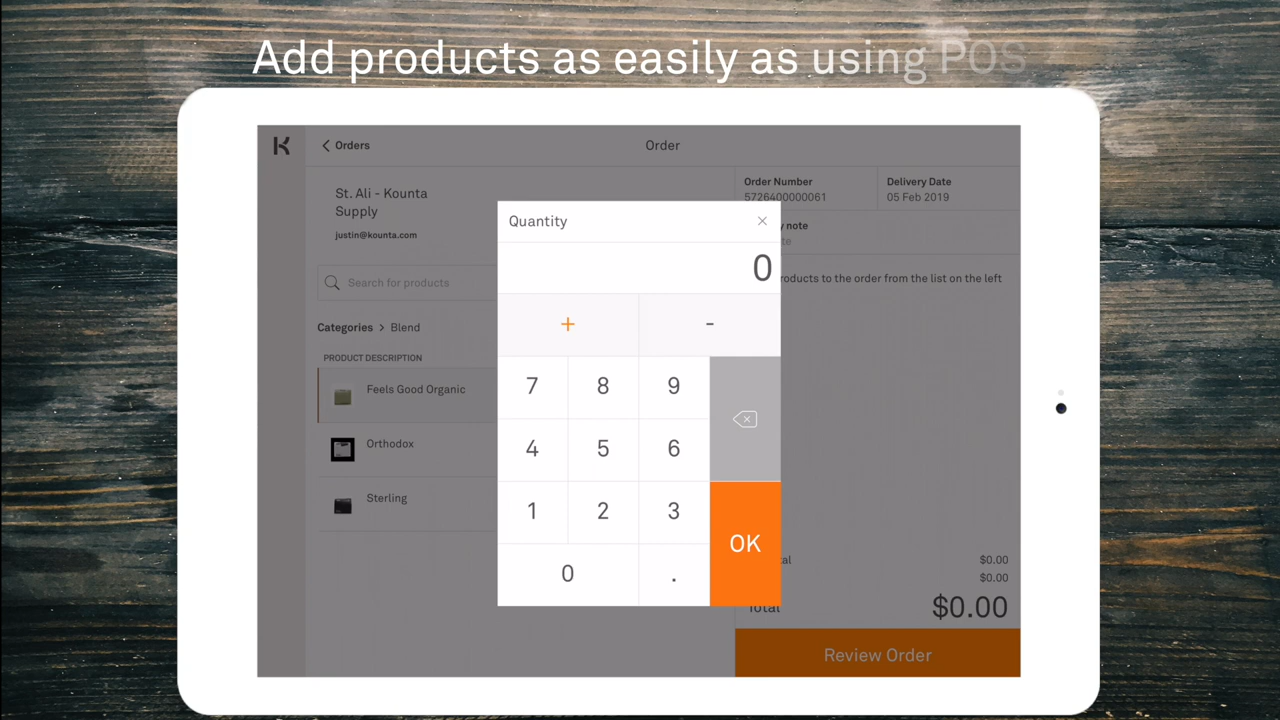 Add products as easily as using POS
Orders
Order
St. Ali - Kounta
Supply
justin@kounta.com
Order Number
5726400000061
Delivery Date
05 Feb 2019
note
Quantity
0
Search for products
products to the order from the list on the left
Categories > Blend
+
-
PRODUCT DESCRIPTION
Feels Good Organic
7 8 9
Orthodox
4 5 6
Sterling
1 2 3
OK
0 .
$0.00
$0.00
Total
$0.00
Review Order